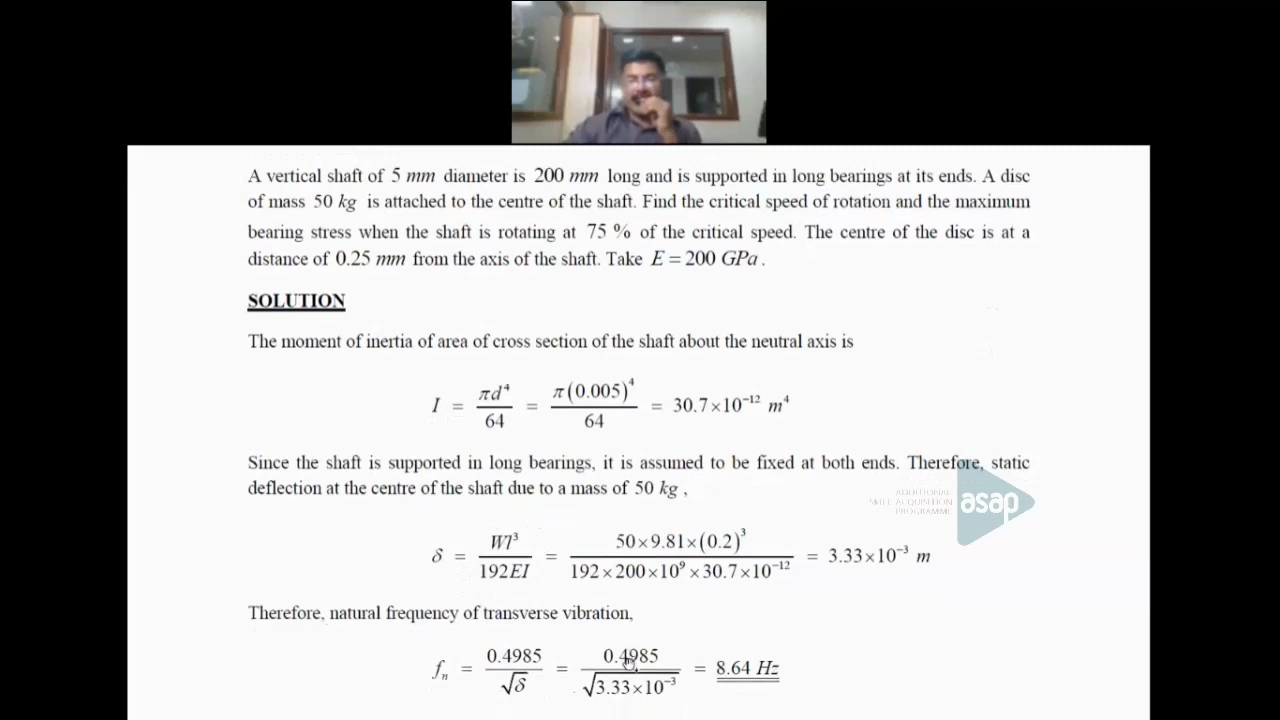 A vertical shaft of 5 mm diameter is 200 mm long and is supported in long bearings at its ends. A disc
of mass 50 kg is attached to the centre of the shaft. Find the critical speed of rotation and the maximum
bearing stress when the shaft is rotating at 75 % of the critical speed. The centre of the disc is at a
distance of 0.25 mm from the axis of the shaft. Take E = 200 GPa.
SOLUTION
The moment of inertia of area of cross section of the shaft about the neutral axis is
I = πd⁴/64 = π(0.005)⁴/64 = 30.7×10⁻¹² m⁴
Since the shaft is supported in long bearings, it is assumed to be fixed at both ends. Therefore, static
deflection at the centre of the shaft due to a mass of 50 kg ,
ADDITIONAL
SKILL ACQUISITION
PROGRAMME
asap
δ = Wl³/192EI = 50×9.81×(0.2)³/192×200×10⁹×30.7×10⁻¹² = 3.33×10⁻³ m
Therefore, natural frequency of transverse vibration,
fₙ = 0.4985/√δ = 0.4985/√3.33×10⁻³ = 8.64 Hz